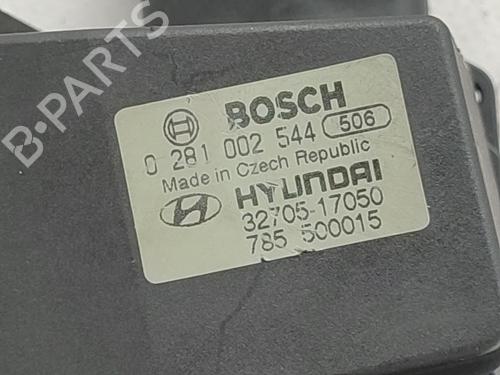 BOSCH
0 281 002 544 506
Made in Czech Republic
HYUNDAI
32705-17050
785 500015
B-PARTS